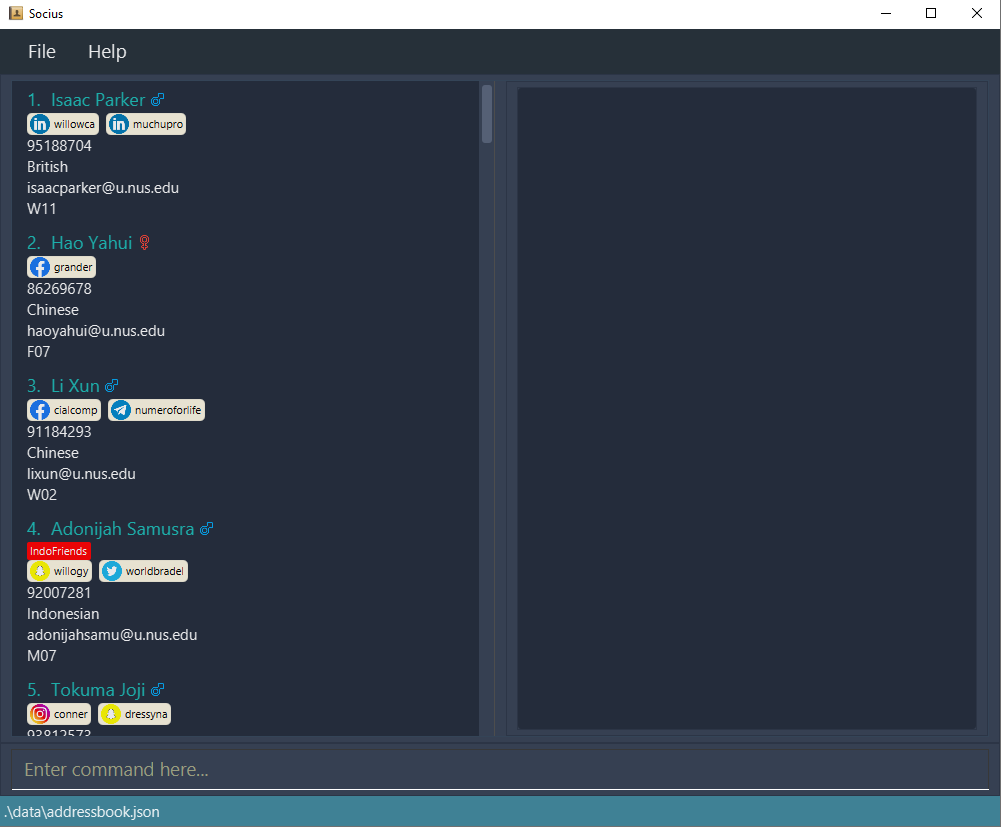 Socius
File Help
1. Isaac Parker
willowca muchupro
95188704
British
isaacparker@u.nus.edu
W11
2. Hao Yahui
grander
86269678
Chinese
haoyahui@u.nus.edu
F07
3. Li Xun
cialcomp numeroforlife
91184293
Chinese
lixun@u.nus.edu
W02
4. Adonijah Samusra
IndoFriends
willogy worldbradel
92007281
Indonesian
adonijahsamu@u.nus.edu
M07
5. Tokuma Joji
conner dressyna
93812573
Enter command here...
.\data\addressbook.json